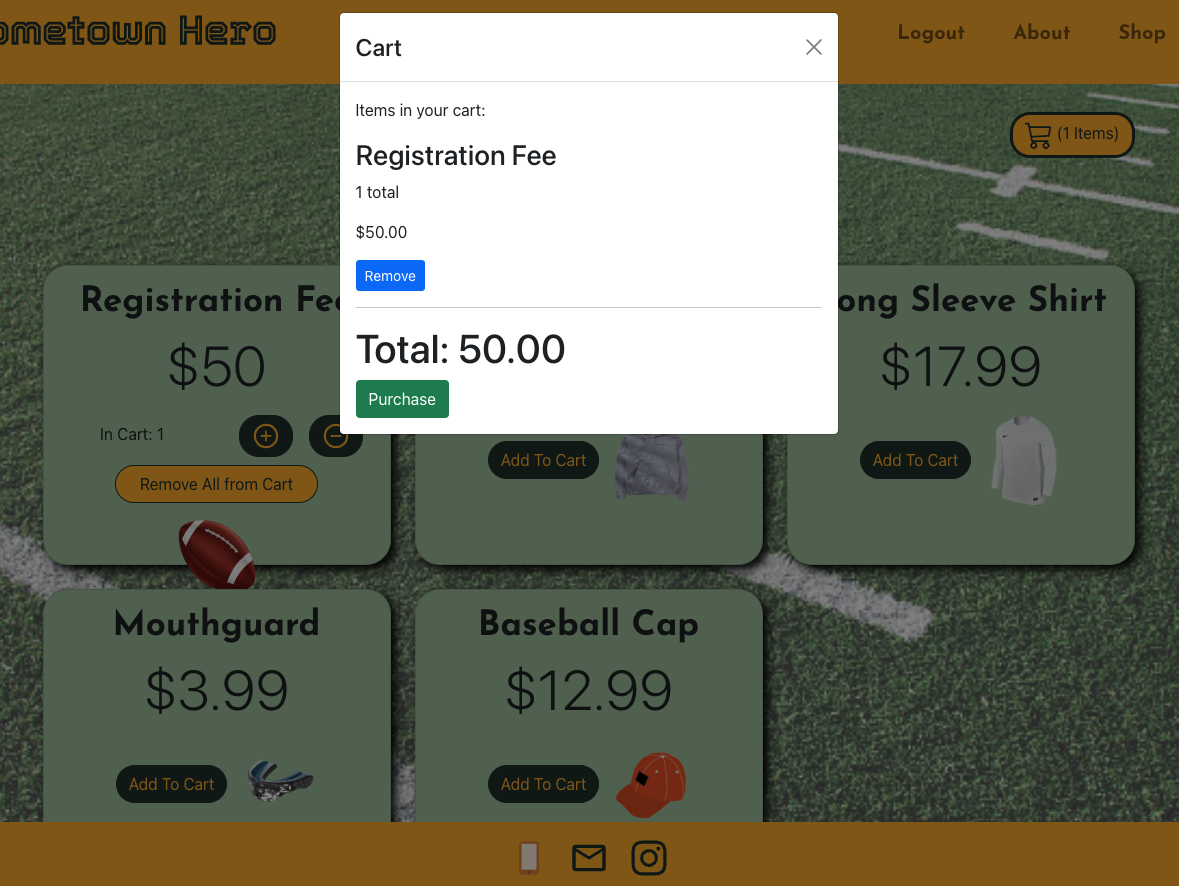 ometown Hero
Logout
About
Shop
Cart
Items in your cart:
Registration Fee
1 total
$50.00
Remove
Total: 50.00
Purchase
(1 Items)
Registration Fee
$50
In Cart: 1
Remove All from Cart
Add To Cart
ong Sleeve Shirt
$17.99
Add To Cart
Mouthguard
$3.99
Add To Cart
Baseball Cap
$12.99
Add To Cart